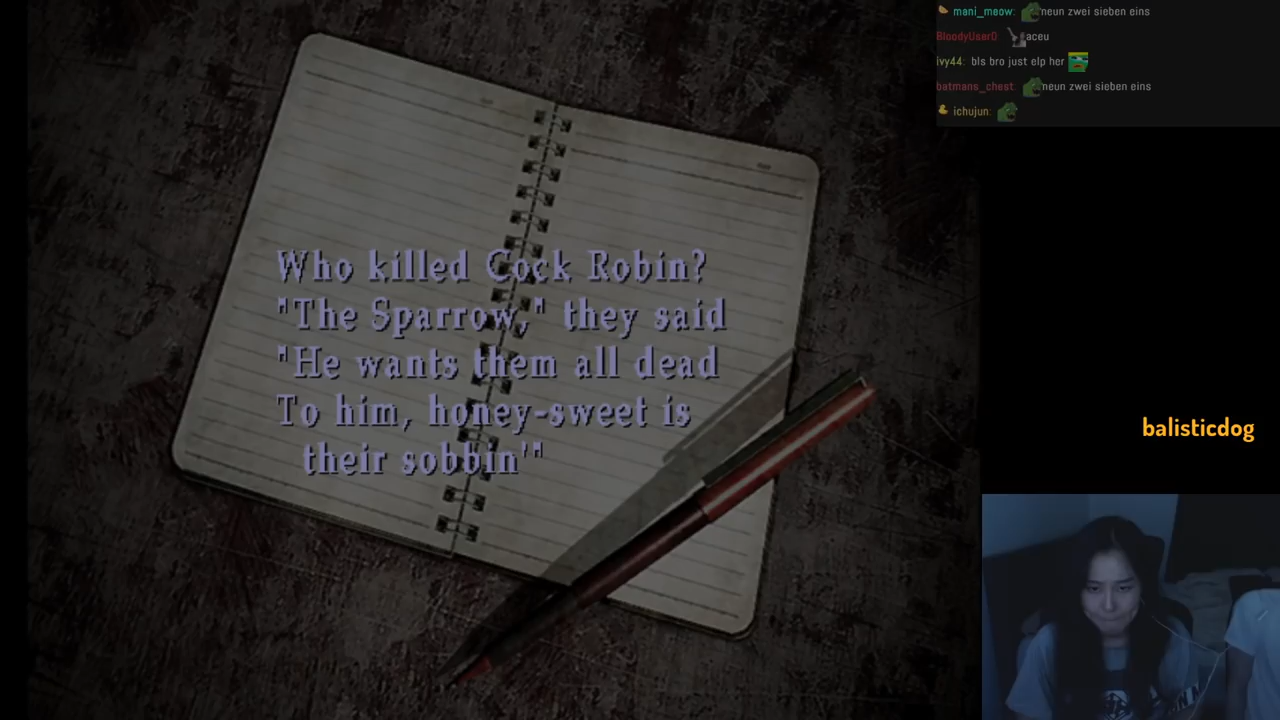 mani_meow: neun zwei sieben eins
BloodyUserD aceu
ivy44: bls bro just elp her
batmans_chest: neun zwei sieben eins
ichujun:
Who killed Cock Robin?
"The Sparrow," they said
"He wants them all dead
To him, honey-sweet is
their sobbin'"
balisticdog